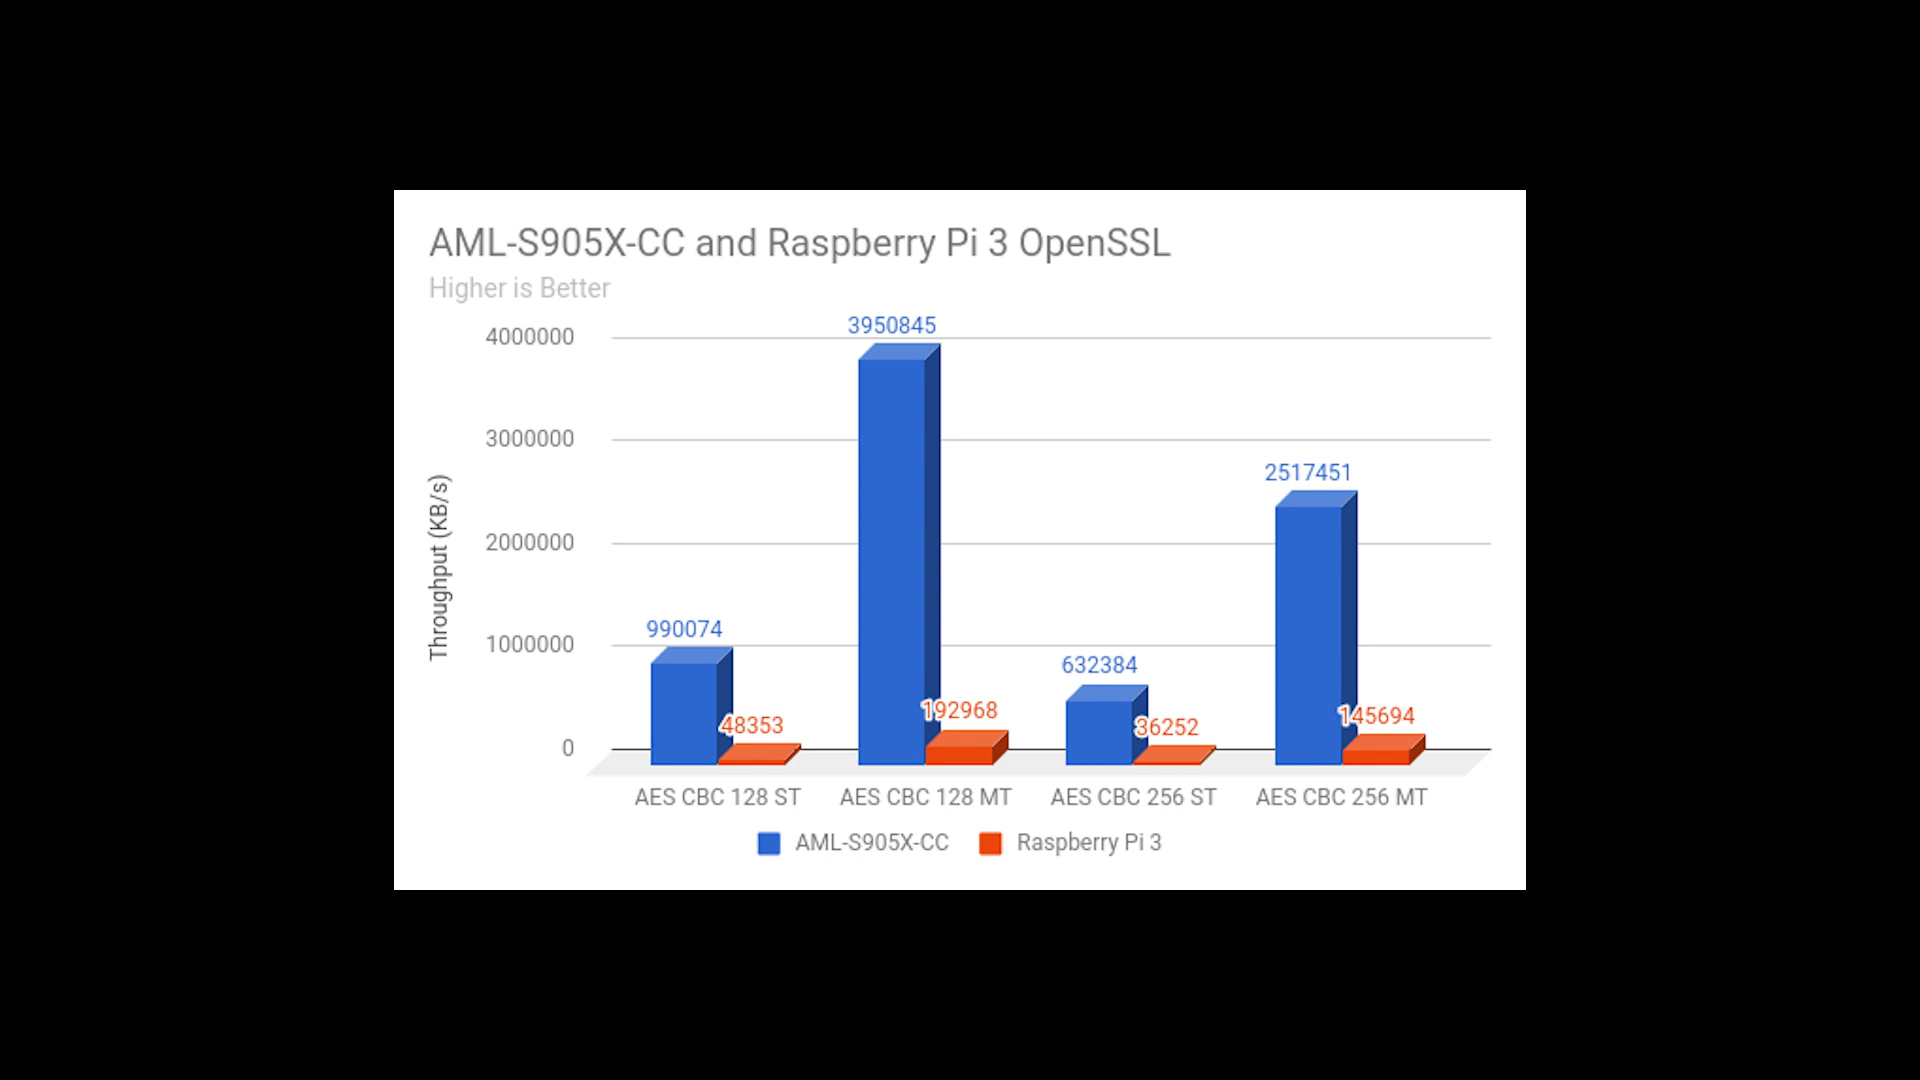 AML-S905X-CC and Raspberry Pi 3 OpenSSL
Higher is Better
Throughput (KB/s)
4000000
3000000
2000000
1000000
0
990074
48353
3950845
192968
632384
36252
2517451
145694
AES CBC 128 ST
AES CBC 128 MT
AES CBC 256 ST
AES CBC 256 MT
AML-S905X-CC
Raspberry Pi 3